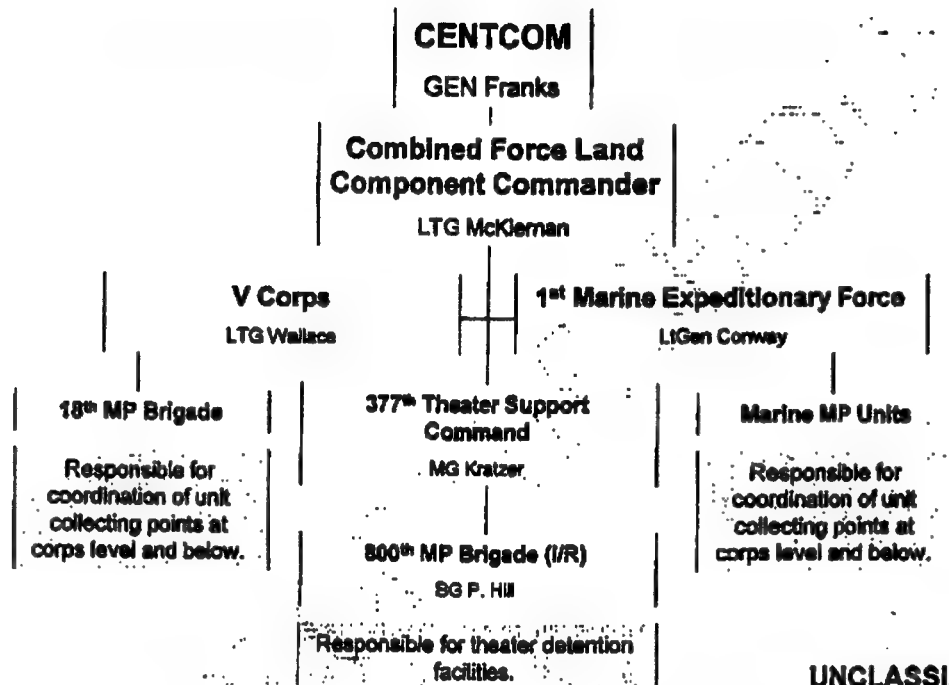 CENTCOM
GEN Franks
Combined Force Land
Component Commander
LTG McKiernan
V Corps
LTG Wallace
1st Marine Expeditionary Force
LtGen Conway
18th MP Brigade
Responsible for
coordination of unit
collecting points at
corps level and below.
377th Theater Support
Command
MG Kratzer
800th MP Brigade (I/R)
BG P. Hill
Responsible for theater detention
facilities.
Marine MP Units
Responsible for
coordination of unit
collecting points at
corps level and below.
UNCLASSI